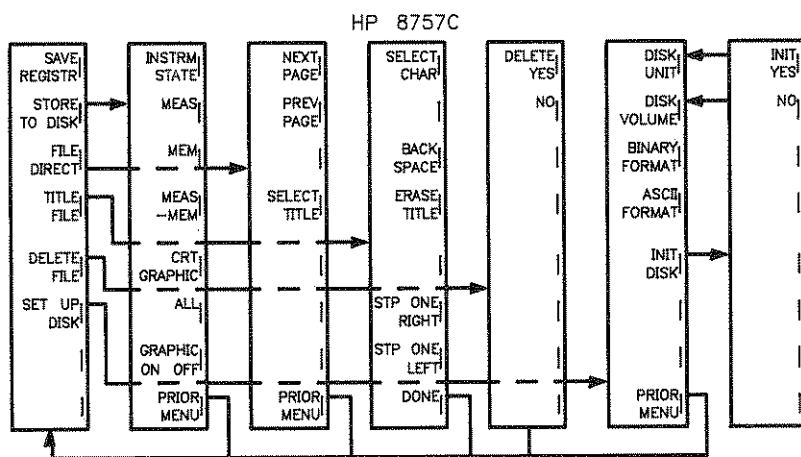 HP 8757C
SAVE
REGISTR
STORE
TO DISK
FILE
DIRECT
TITLE
FILE
DELETE
FILE
SET UP
DISK
INSTRM
STATE
MEAS
MEM
MEAS
-MEM
CRT
GRAPHIC
ALL
GRAPHIC
ON OFF
PRIOR
MENU
NEXT
PAGE
PREV
PAGE
SELECT
TITLE
PRIOR
MENU
SELECT
CHAR
BACK
SPACE
ERASE
TITLE
STP ONE
RIGHT
STP ONE
LEFT
DONE
DELETE
YES
NO
DISK
UNIT
DISK
VOLUME
BINARY
FORMAT
ASCII
FORMAT
INIT
DISK
PRIOR
MENU
INIT
YES
NO